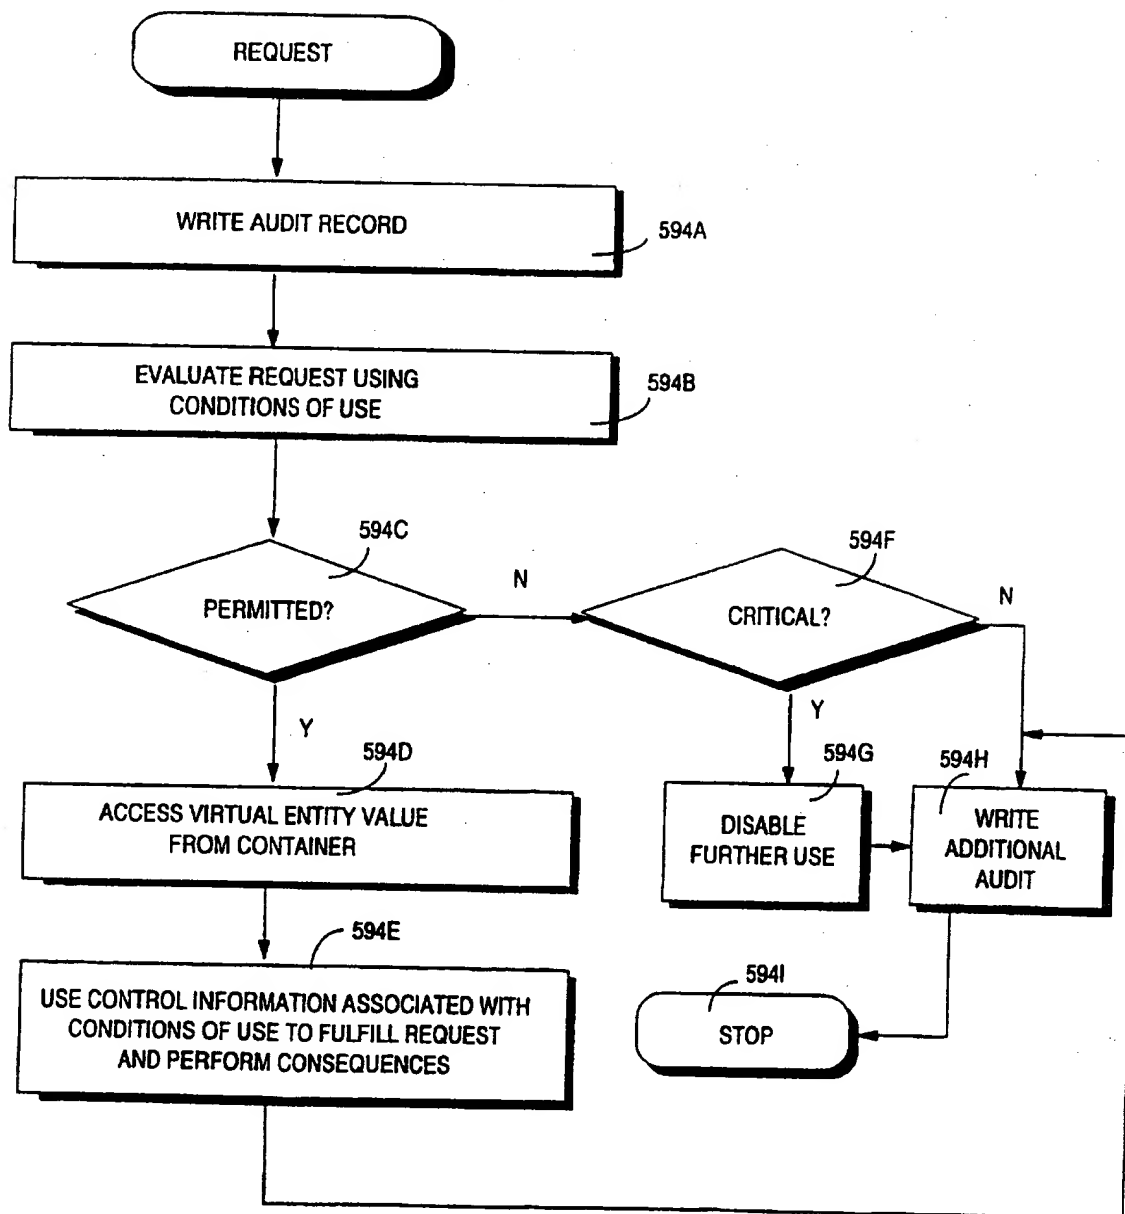 REQUEST
WRITE AUDIT RECORD
594A
EVALUATE REQUEST USING
CONDITIONS OF USE
594B
594C
PERMITTED?
N
594F
CRITICAL?
N
Y
Y
594D
ACCESS VIRTUAL ENTITY VALUE
FROM CONTAINER
594G
DISABLE
FURTHER USE
594H
WRITE
ADDITIONAL
AUDIT
594E
USE CONTROL INFORMATION ASSOCIATED WITH
CONDITIONS OF USE TO FULFILL REQUEST
AND PERFORM CONSEQUENCES
594I
STOP